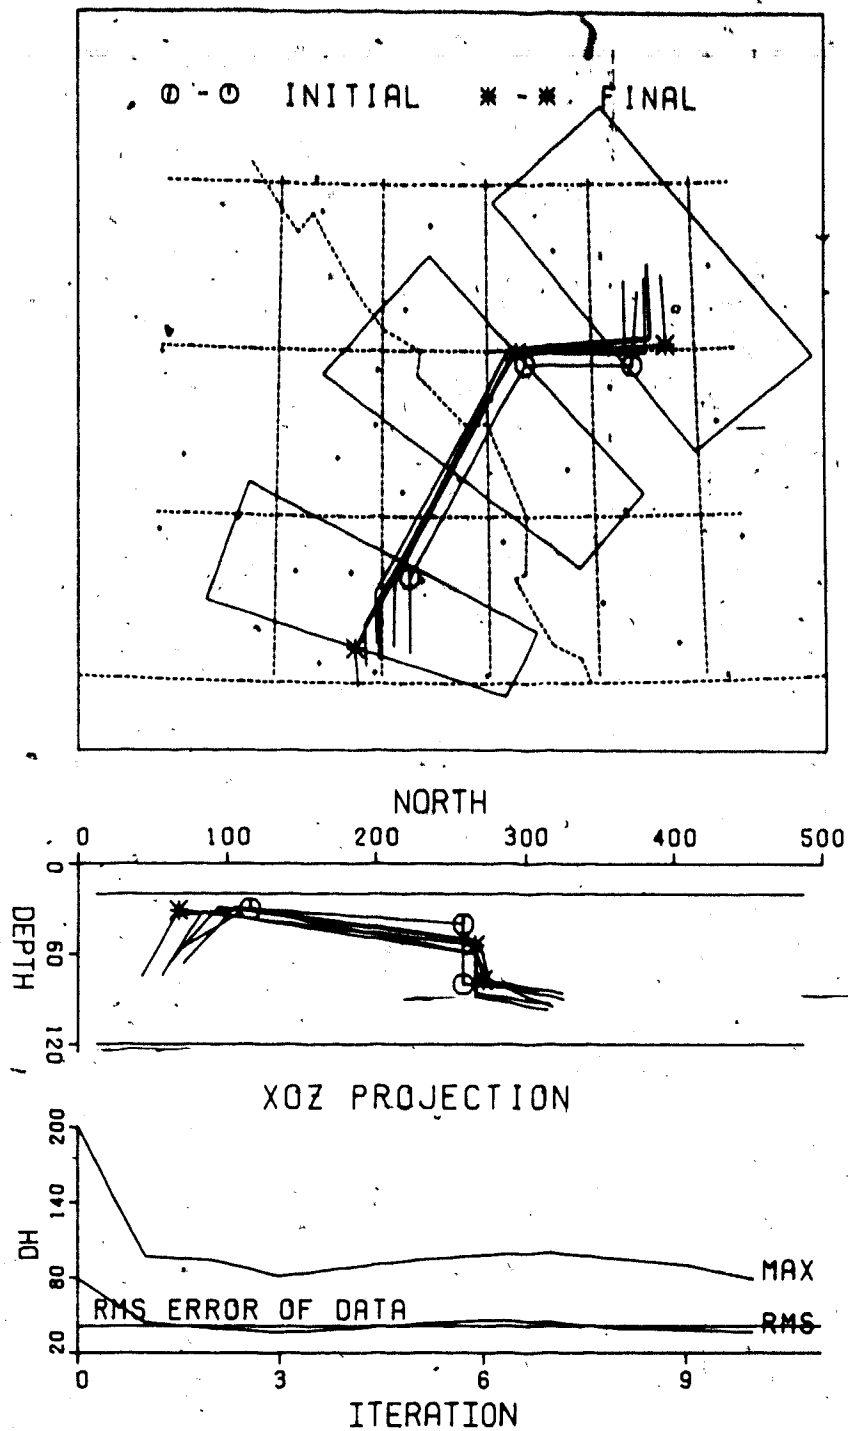 INITIAL FINAL
NORTH
0 100 200 300 400 500
DEPTH
0
60
120
XOZ PROJECTION
DH
200
140
80
20
MAX
RMS ERROR OF DATA
RMS
0 3 6 9
ITERATION